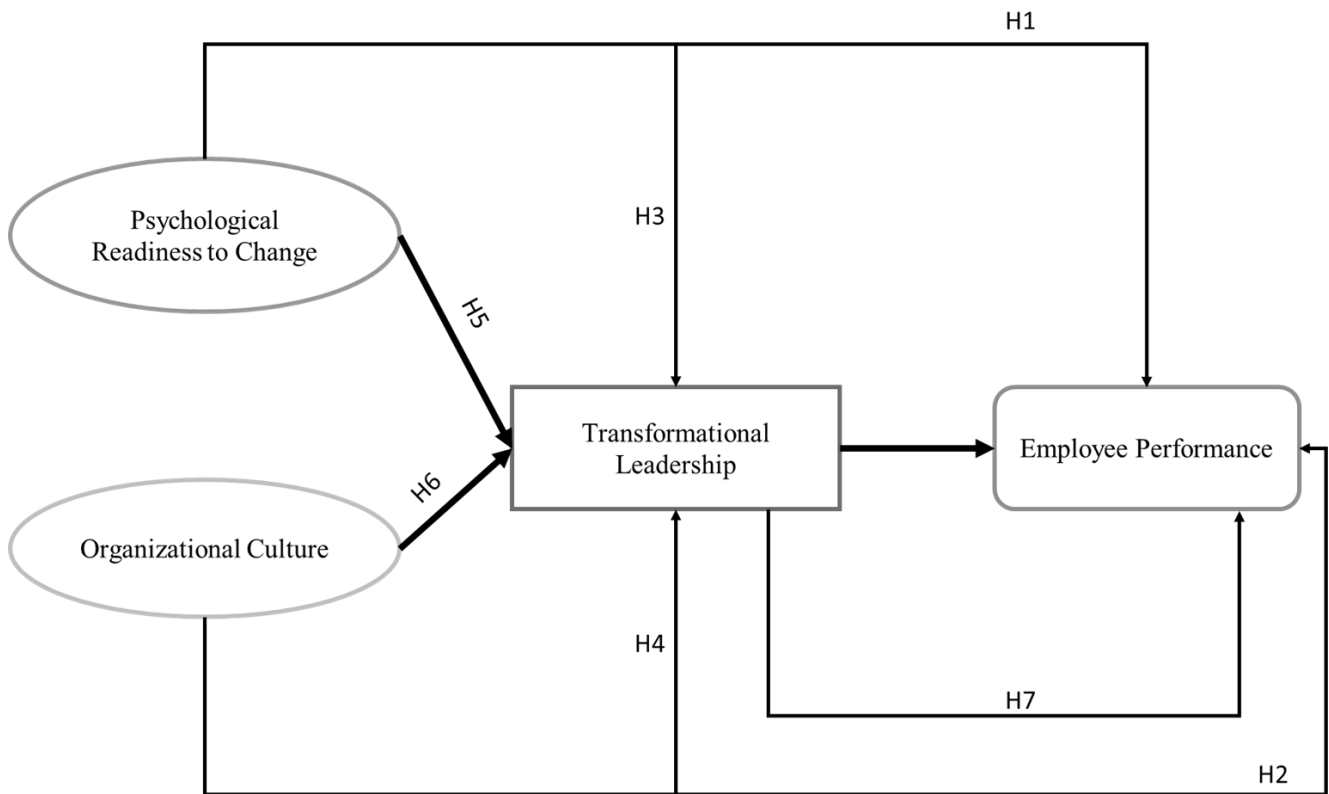 H1
H3
Psychological
Readiness to Change
H5
Transformational
Leadership
Employee Performance
H6
Organizational Culture
H4
H7
H2